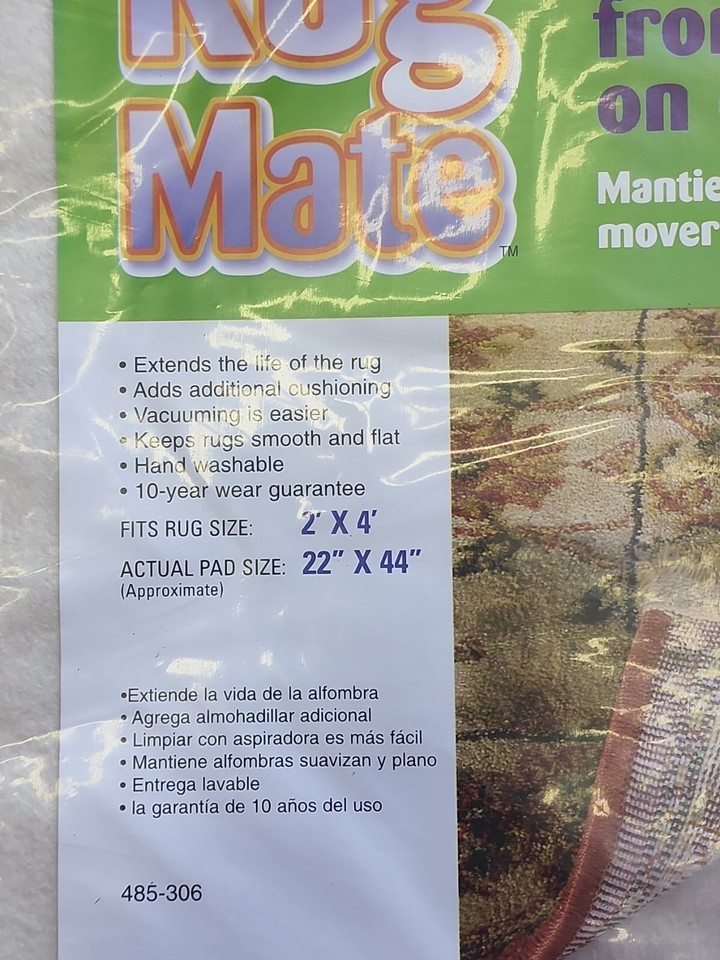 Rug
Mate
TM
on
mover
• Extends the life of the rug
• Adds additional cushioning
• Vacuuming is easier
• Keeps rugs smooth and flat
• Hand washable
• 10-year wear guarantee
FITS RUG SIZE: 2' X 4'
ACTUAL PAD SIZE: 22" X 44"
(Approximate)
•Extiende la vida de la alfombra
• Agrega almohadillar adicional
• Limpiar con aspiradora es más fácil
• Mantiene alfombras suavizan y plano
• Entrega lavable
• la garantía de 10 años del uso
485-306